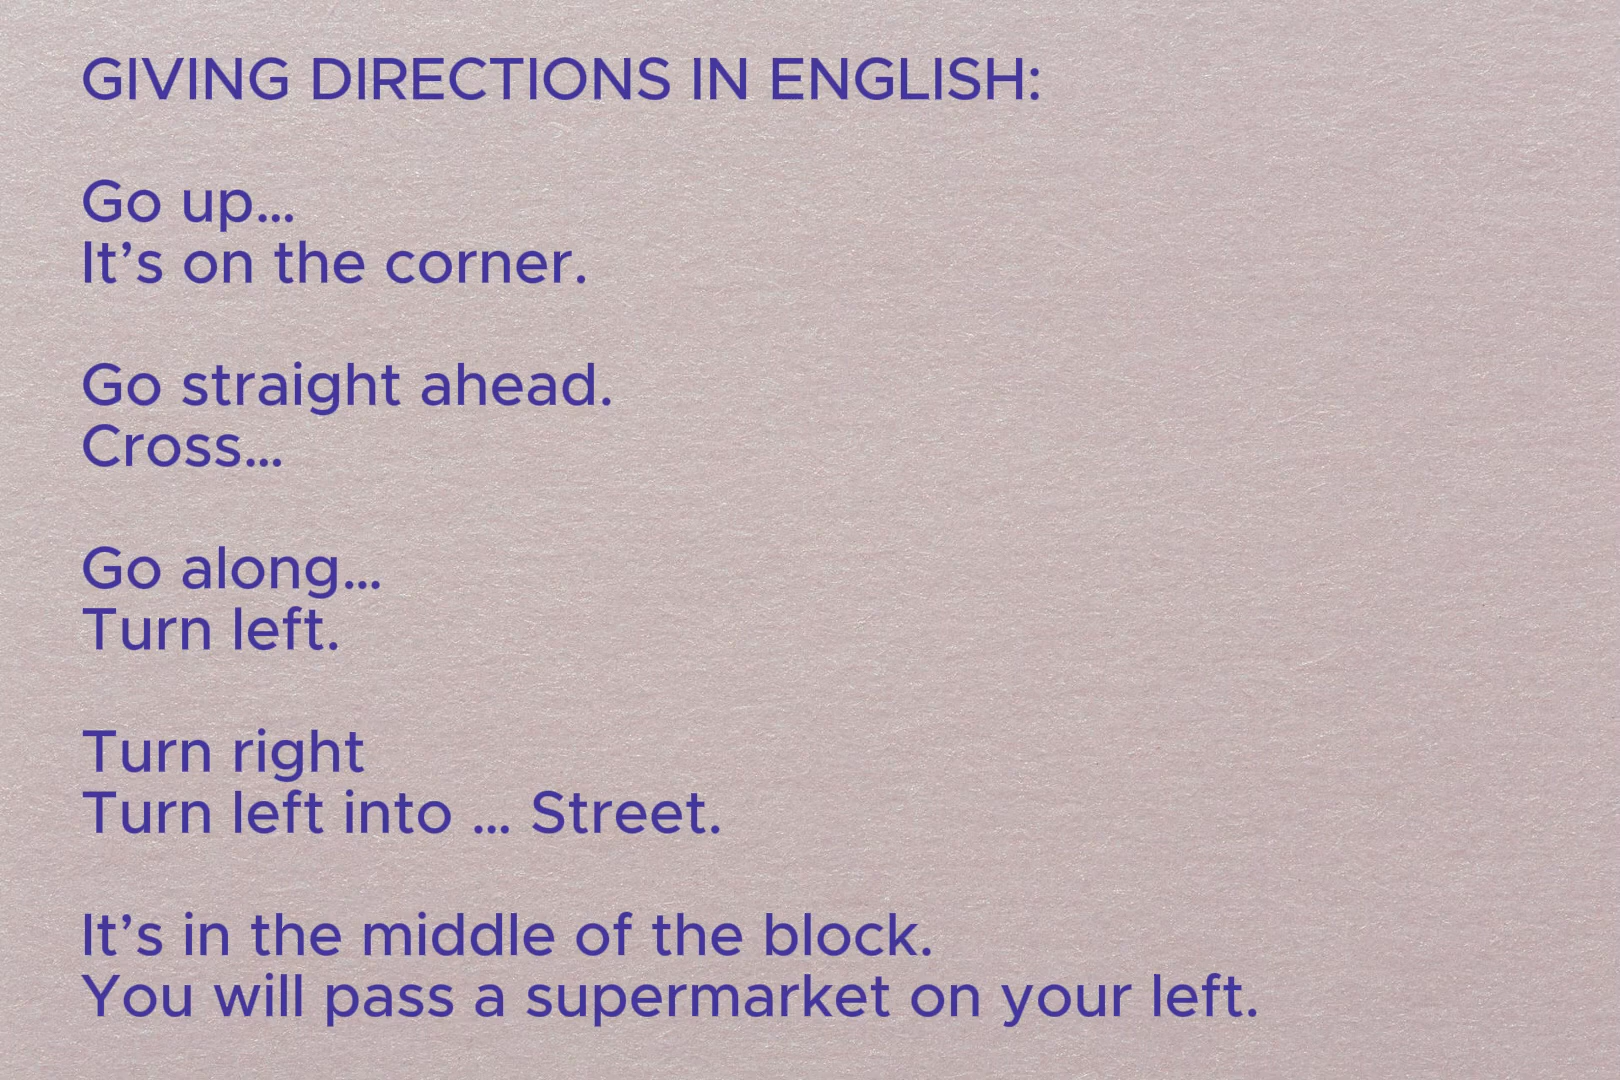 GIVING DIRECTIONS IN ENGLISH:
Go up...
It’s on the corner.
Go straight ahead.
Cross...
Go along...
Turn left.
Turn right
Turn left into ... Street.
It’s in the middle of the block.
You will pass a supermarket on your left.